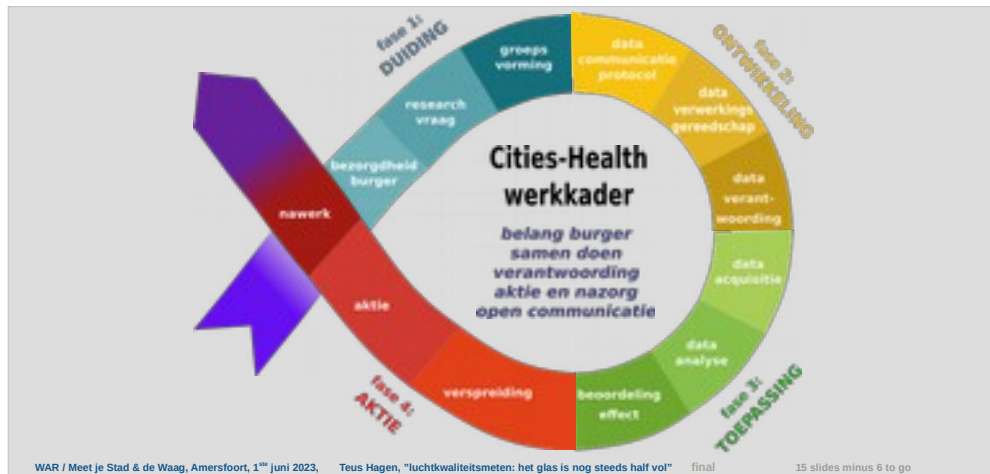 fase 1:
DUIDING
groeps
vorming
research
vraag
bezorgdheid
burger
data
communicatie
protocol
fase 2:
ONTWIKKELING
data
verwerkings
gereedschap
data
verant-
woording
Cities-Health
werkkader
belang burger
samen doen
verantwoording
aktie en nazorg
open communicatie
data
acquisitie
data
analyse
fase 3:
TOEPASSING
beoordeling
effect
verspreiding
fase 4:
AKTIE
aktie
nawerk
WAR / Meet je Stad & de Waag, Amersfoort, 1ste juni 2023, Teus Hagen, "luchtkwaliteitsmeten: het glas is nog steeds half vol" final 15 slides minus 6 to go